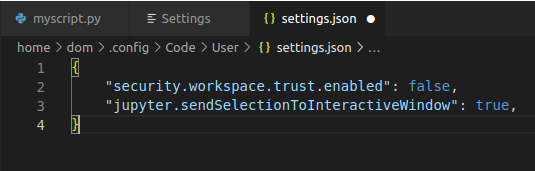 myscript.py Settings {} settings.json
home > dom > .config > Code > User > {} settings.json > ...
1 {
2 "security.workspace.trust.enabled": false,
3 "jupyter.sendSelectionToInteractiveWindow": true,
4 }